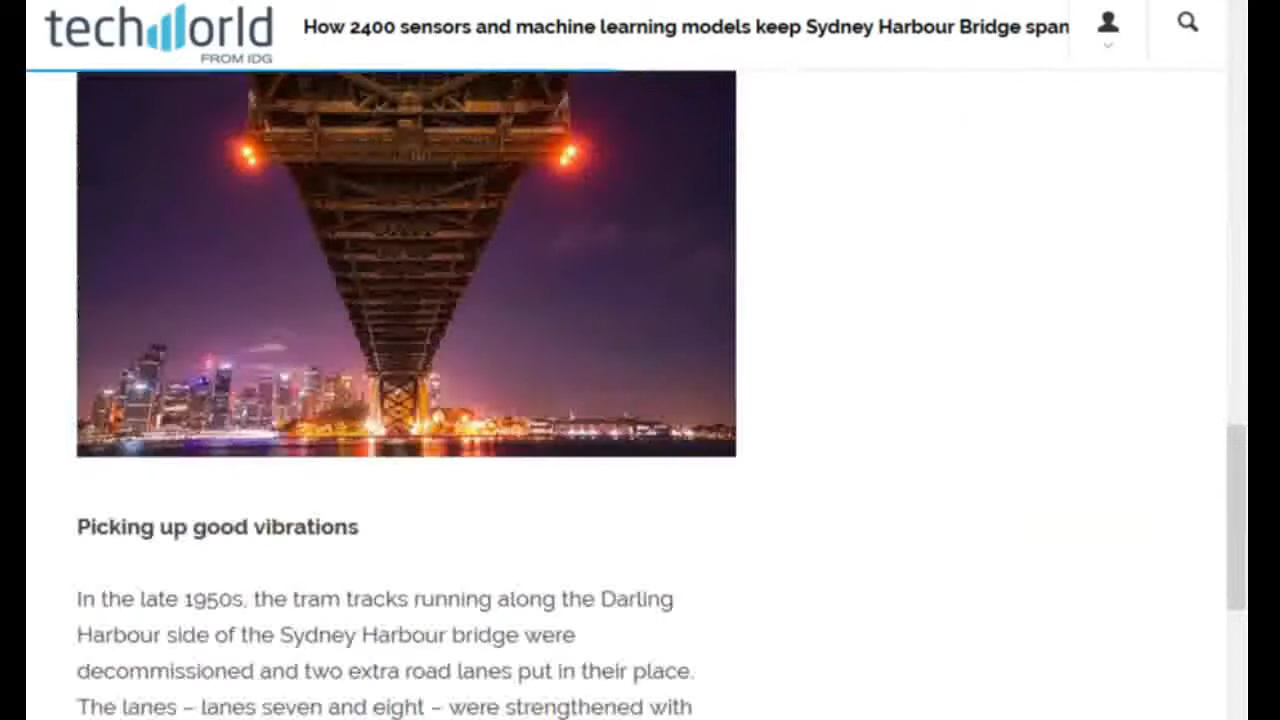 techworld
FROM IDG
How 2400 sensors and machine learning models keep Sydney Harbour Bridge span
Picking up good vibrations
In the late 1950s, the tram tracks running along the Darling
Harbour side of the Sydney Harbour bridge were
decommissioned and two extra road lanes put in their place.
The lanes – lanes seven and eight – were strengthened with